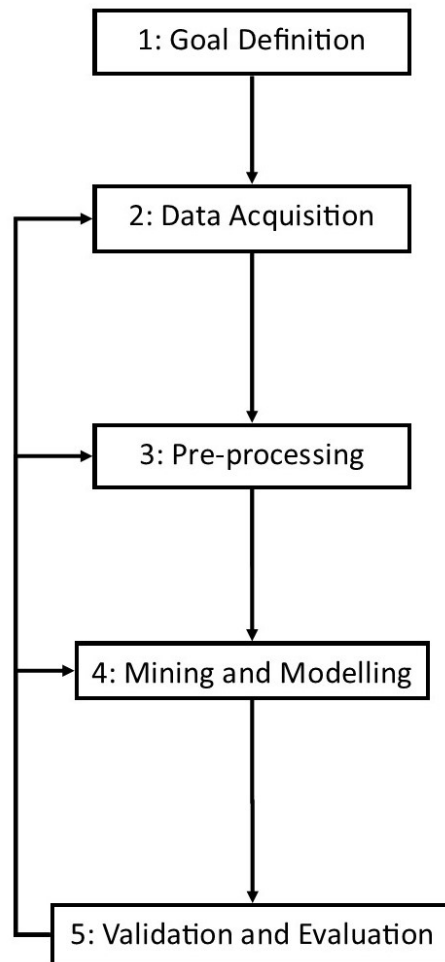 1: Goal Definition
2: Data Acquisition
3: Pre-processing
4: Mining and Modelling
5: Validation and Evaluation